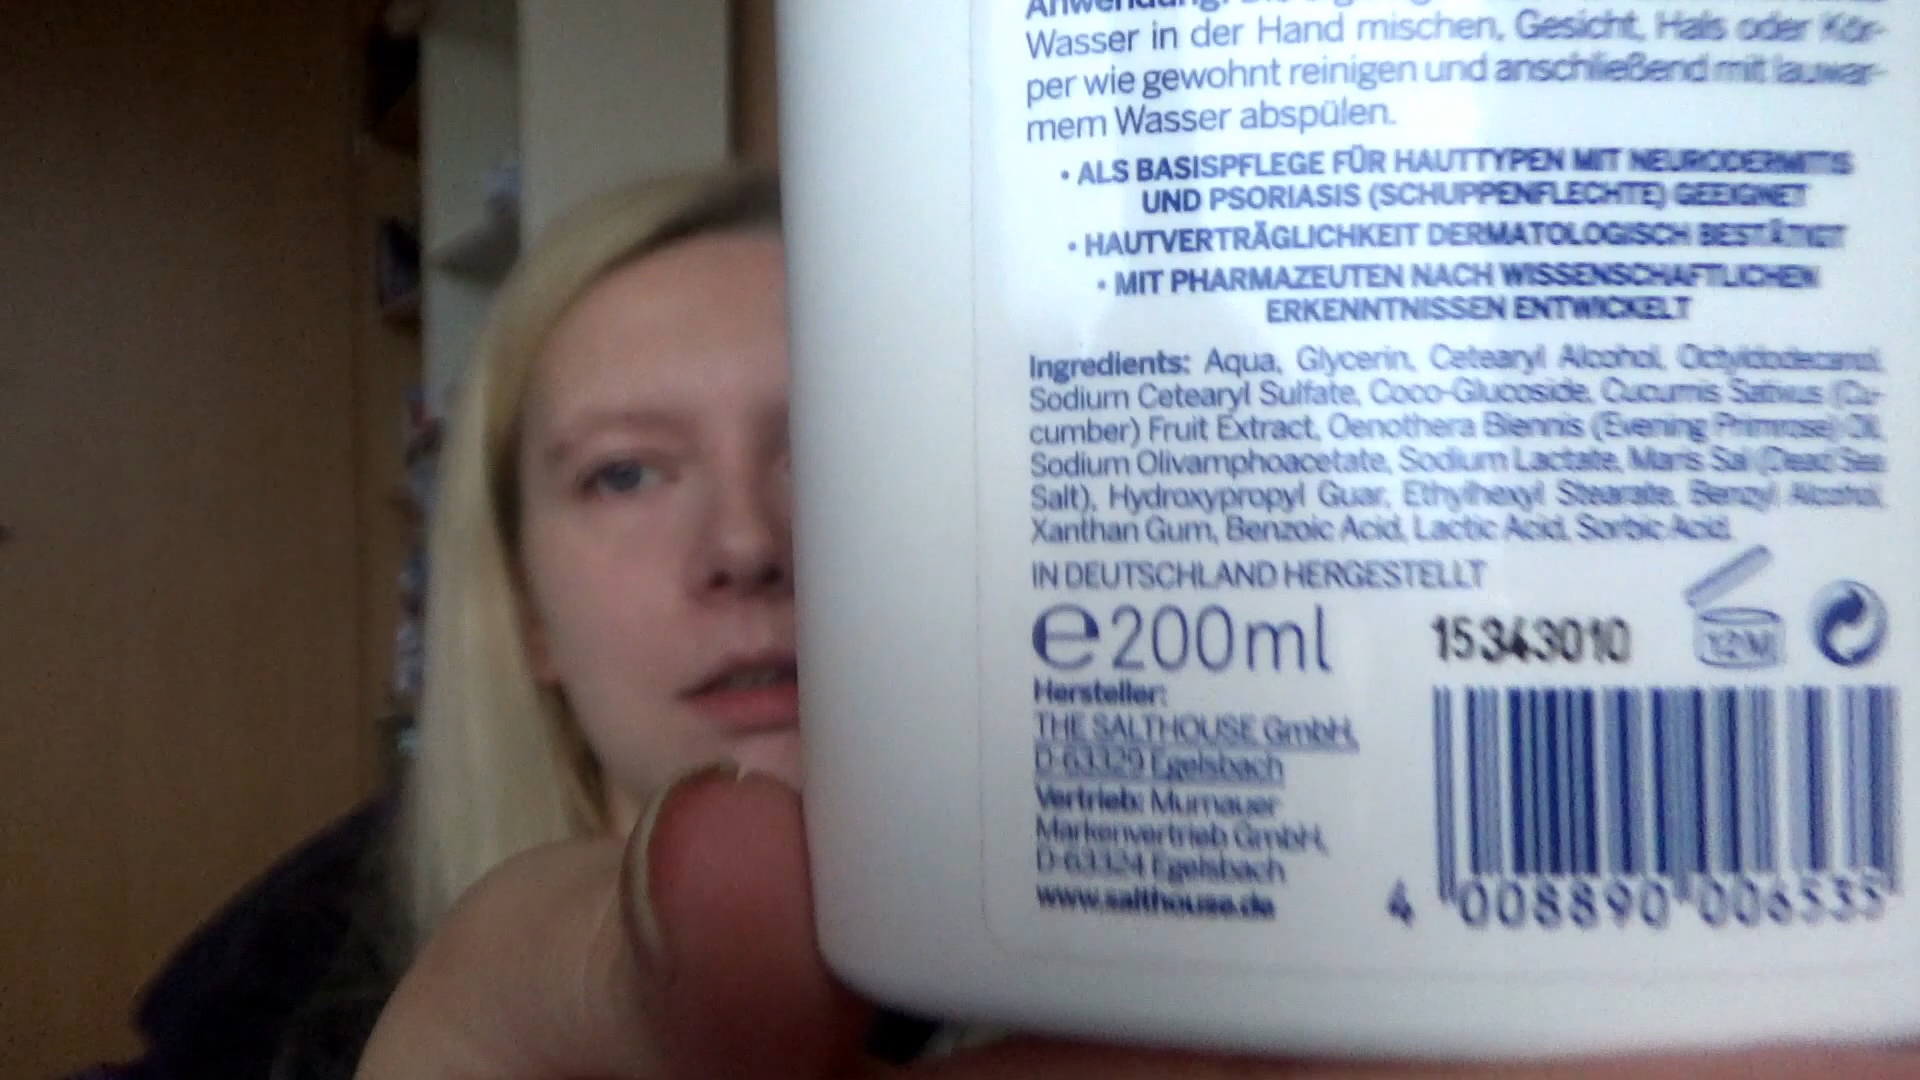 Anwendung:
Wasser in der Hand mischen, Gesicht, Hals oder Kör-
per wie gewohnt reinigen und anschließend mit lauwar-
mem Wasser abspülen.
• ALS BASISPFLEGE FÜR HAUTTYPEN MIT NEURODERMITIS
UND PSORIASIS (SCHUPPENFLECHTE) GEEIGNET
• HAUTVERTRÄGLICHKEIT DERMATOLOGISCH BESTÄTIGT
• MIT PHARMAZEUTEN NACH WISSENSCHAFTLICHEN
ERKENNTNISSEN ENTWICKELT
Ingredients: Aqua, Glycerin, Cetearyl Alcohol, Octyldodecanol,
Sodium Cetearyl Sulfate, Coco-Glucoside, Cucumis Sativus (Cu-
cumber) Fruit Extract, Oenothera Biennis (Evening Primrose) Oil,
Sodium Olivamphoacetate, Sodium Lactate, Maris Sal (Dead Sea
Salt), Hydroxypropyl Guar, Ethylhexyl Stearate, Benzyl Alcohol,
Xanthan Gum, Benzoic Acid, Lactic Acid, Sorbic Acid.
IN DEUTSCHLAND HERGESTELLT
e200ml 15343010 12M
Hersteller:
THE SALTHOUSE GmbH,
D-63329 Egelsbach
Vertrieb: Murnauer
Markenvertrieb GmbH,
D-63324 Egelsbach
www.salthouse.de
4 008890 006535